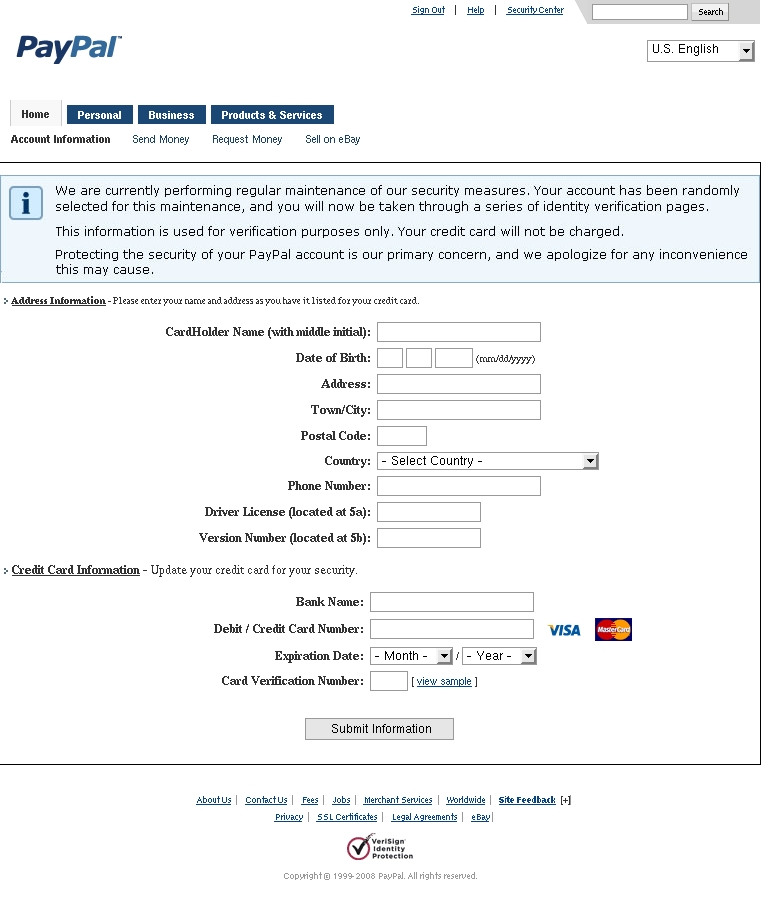 Sign Out | Help | Security Center Search
PayPal™
U.S. English
Home Personal Business Products & Services
Account Information Send Money Request Money Sell on eBay
i
We are currently performing regular maintenance of our security measures. Your account has been randomly
selected for this maintenance, and you will now be taken through a series of identity verification pages.
This information is used for verification purposes only. Your credit card will not be charged.
Protecting the security of your PayPal account is our primary concern, and we apologize for any inconvenience
this may cause.
> Address Information - Please enter your name and address as you have it listed for your credit card.
CardHolder Name (with middle initial):
Date of Birth: (mm/dd/yyyy)
Address:
Town/City:
Postal Code:
Country: - Select Country -
Phone Number:
Driver License (located at 5a):
Version Number (located at 5b):
> Credit Card Information - Update your credit card for your security.
Bank Name:
Debit / Credit Card Number: VISA MasterCard
Expiration Date: - Month - / - Year -
Card Verification Number: [ view sample ]
Submit Information
About Us | Contact Us | Fees | Jobs | Merchant Services | Worldwide | Site Feedback [+]
Privacy | SSL Certificates | Legal Agreements | eBay |
VeriSign
Identity
Protection
Copyright © 1999-2008 PayPal. All rights reserved.